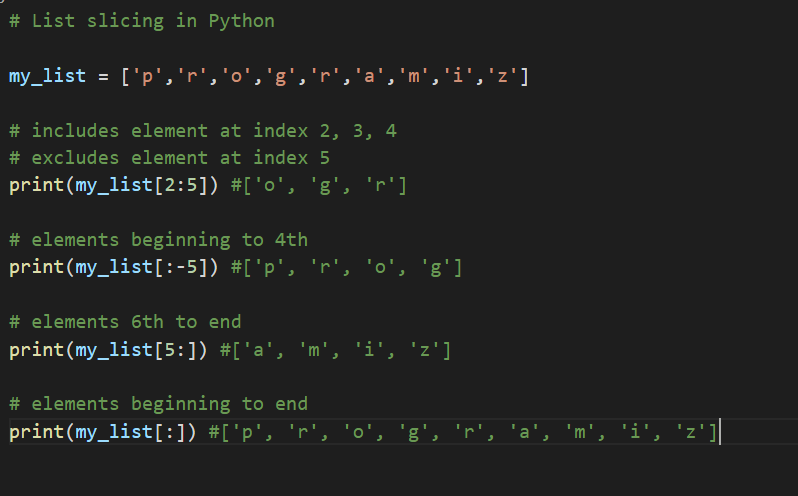 # List slicing in Python
my_list = ['p','r','o','g','r','a','m','i','z']
# includes element at index 2, 3, 4
# excludes element at index 5
print(my_list[2:5]) #['o', 'g', 'r']
# elements beginning to 4th
print(my_list[:-5]) #['p', 'r', 'o', 'g']
# elements 6th to end
print(my_list[5:]) #['a', 'm', 'i', 'z']
# elements beginning to end
print(my_list[:]) #['p', 'r', 'o', 'g', 'r', 'a', 'm', 'i', 'z']